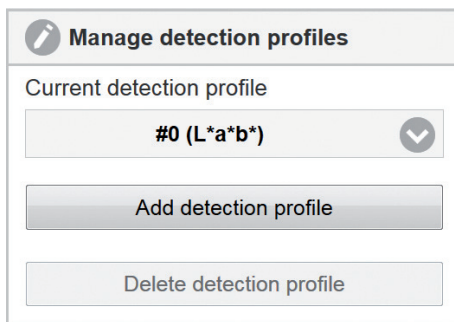 Manage detection profiles
Current detection profile
#0 (L*a*b*)
Add detection profile
Delete detection profile